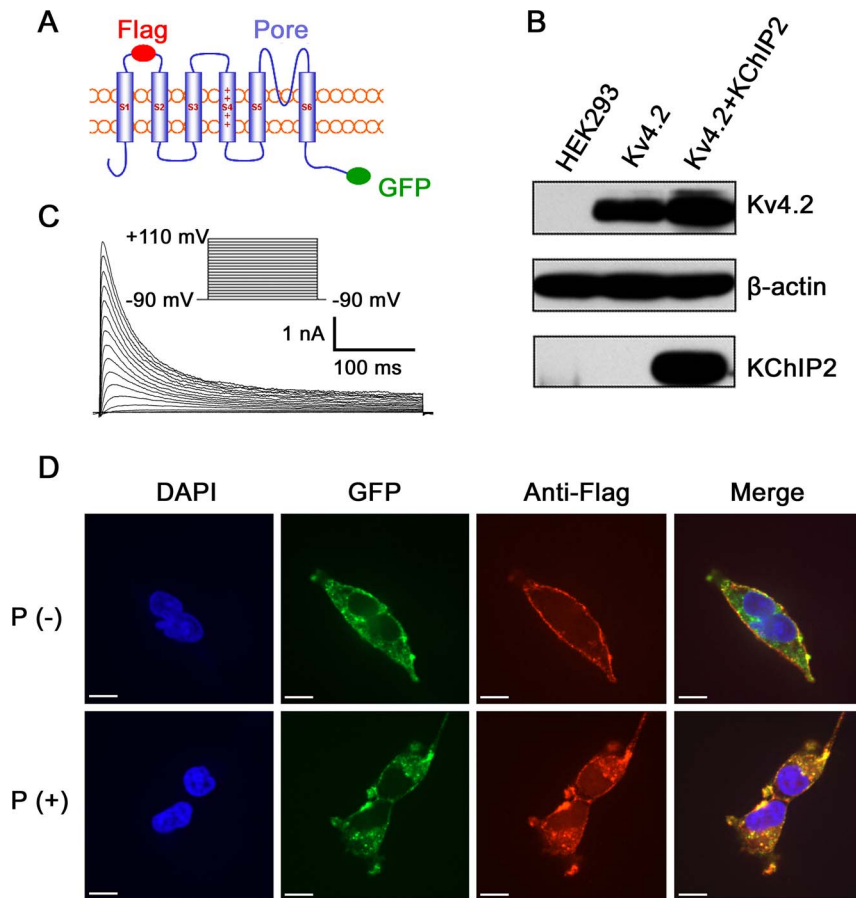 A
Flag
Pore
S1 S2 S3 S4 S5 S6
+ + + +
GFP
B
HEK293
Kv4.2
Kv4.2+KChIP2
Kv4.2
β-actin
KChIP2
C
+110 mV
-90 mV
-90 mV
1 nA
100 ms
D
DAPI GFP Anti-Flag Merge
P (-)
P (+)